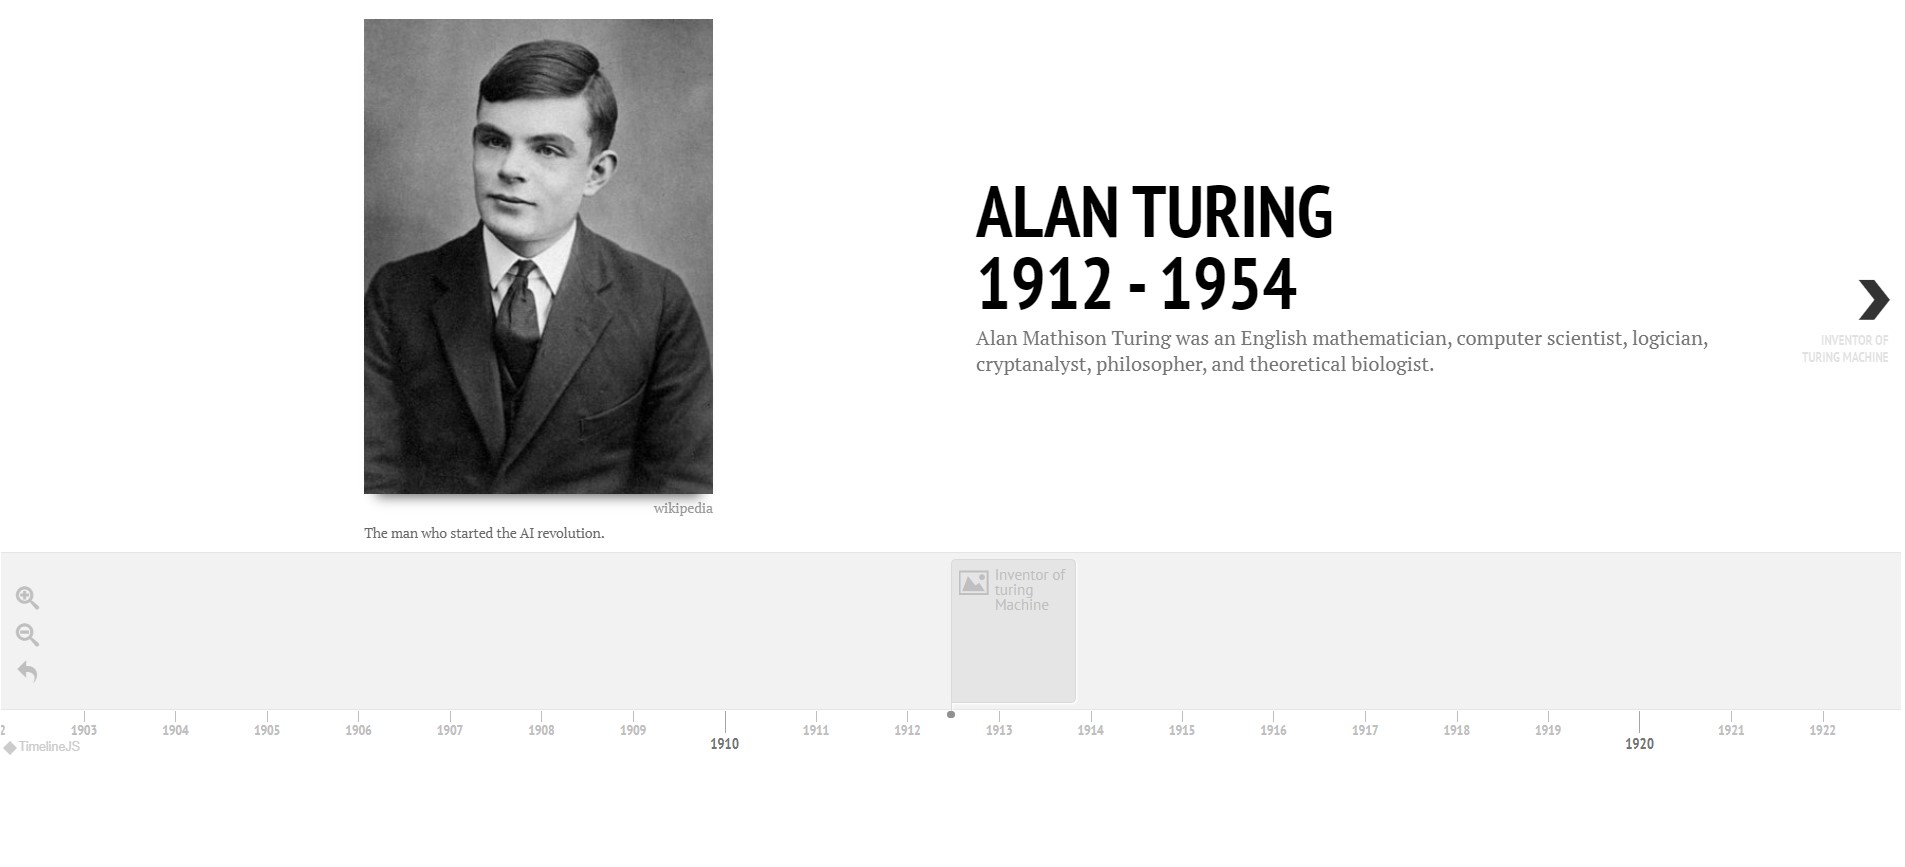 ALAN TURING
1912 - 1954
Alan Mathison Turing was an English mathematician, computer scientist, logician,
cryptanalyst, philosopher, and theoretical biologist.
INVENTOR OF
TURING MACHINE
wikipedia
The man who started the AI revolution.
Inventor of
turing
Machine
2 1903 1904 1905 1906 1907 1908 1909 1910 1911 1912 1913 1914 1915 1916 1917 1918 1919 1920 1921 1922
TimelineJS